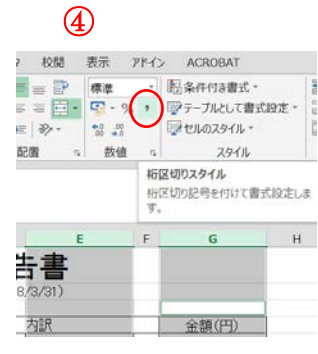 ④
校閲 表示 アドイン ACROBAT
標準 条件付き書式
% , テーブルとして書式設定
セルのスタイル
配置 数値 スタイル
桁区切りスタイル
桁区切り記号を付けて書式設定しま
す。
E F G H
告書
8/3/31)
内訳 金額(円)